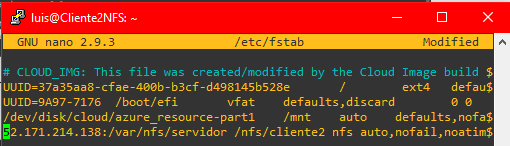 luis@Cliente2NFS: ~
GNU nano 2.9.3 /etc/fstab Modified
# CLOUD_IMG: This file was created/modified by the Cloud Image build $
UUID=37a35aa8-cfae-400b-b3cf-d498145b528e / ext4 defau$
UUID=9A97-7176 /boot/efi vfat defaults,discard 0 0
/dev/disk/cloud/azure_resource-part1 /mnt auto defaults,nofa$
52.171.214.138:/var/nfs/servidor /nfs/cliente2 nfs auto,nofail,noatim$